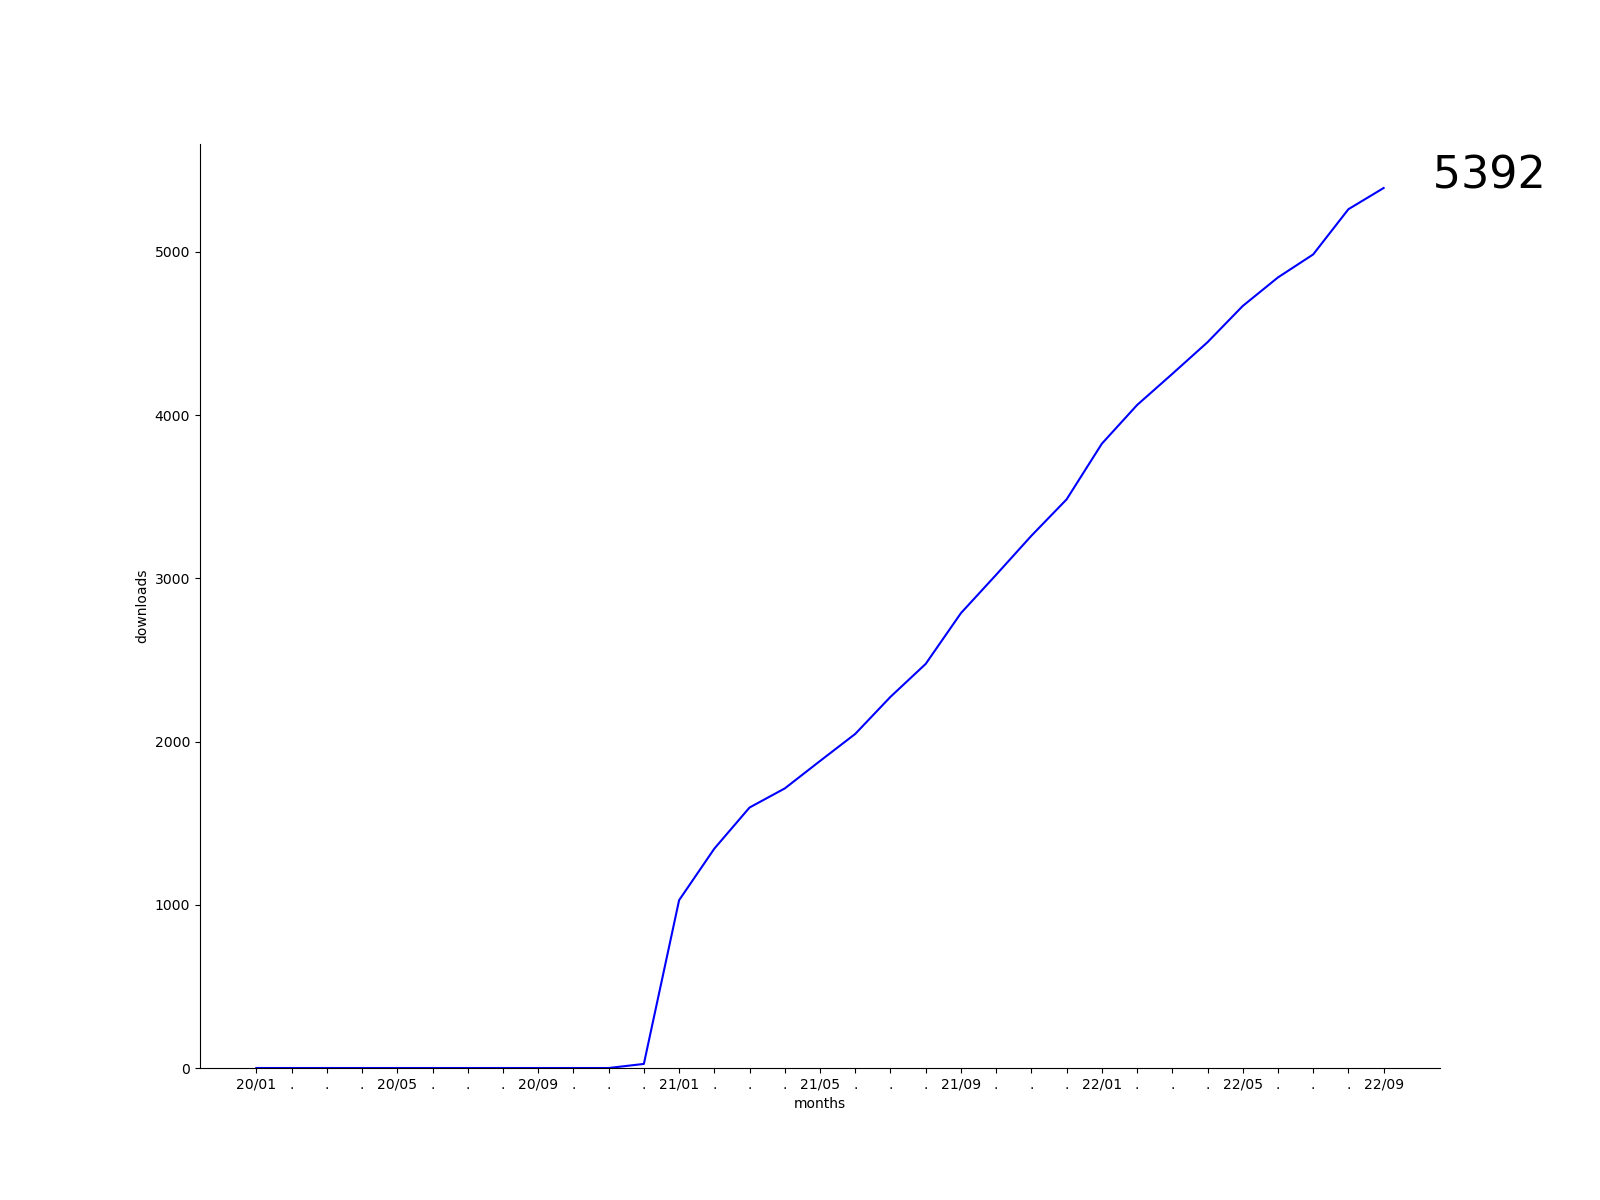 5392
5000
4000
3000
2000
1000
0
downloads
20/01 . . . 20/05 . . . 20/09 . . . 21/01 . . . 21/05 . . . 21/09 . . . 22/01 . . . 22/05 . . . 22/09
months